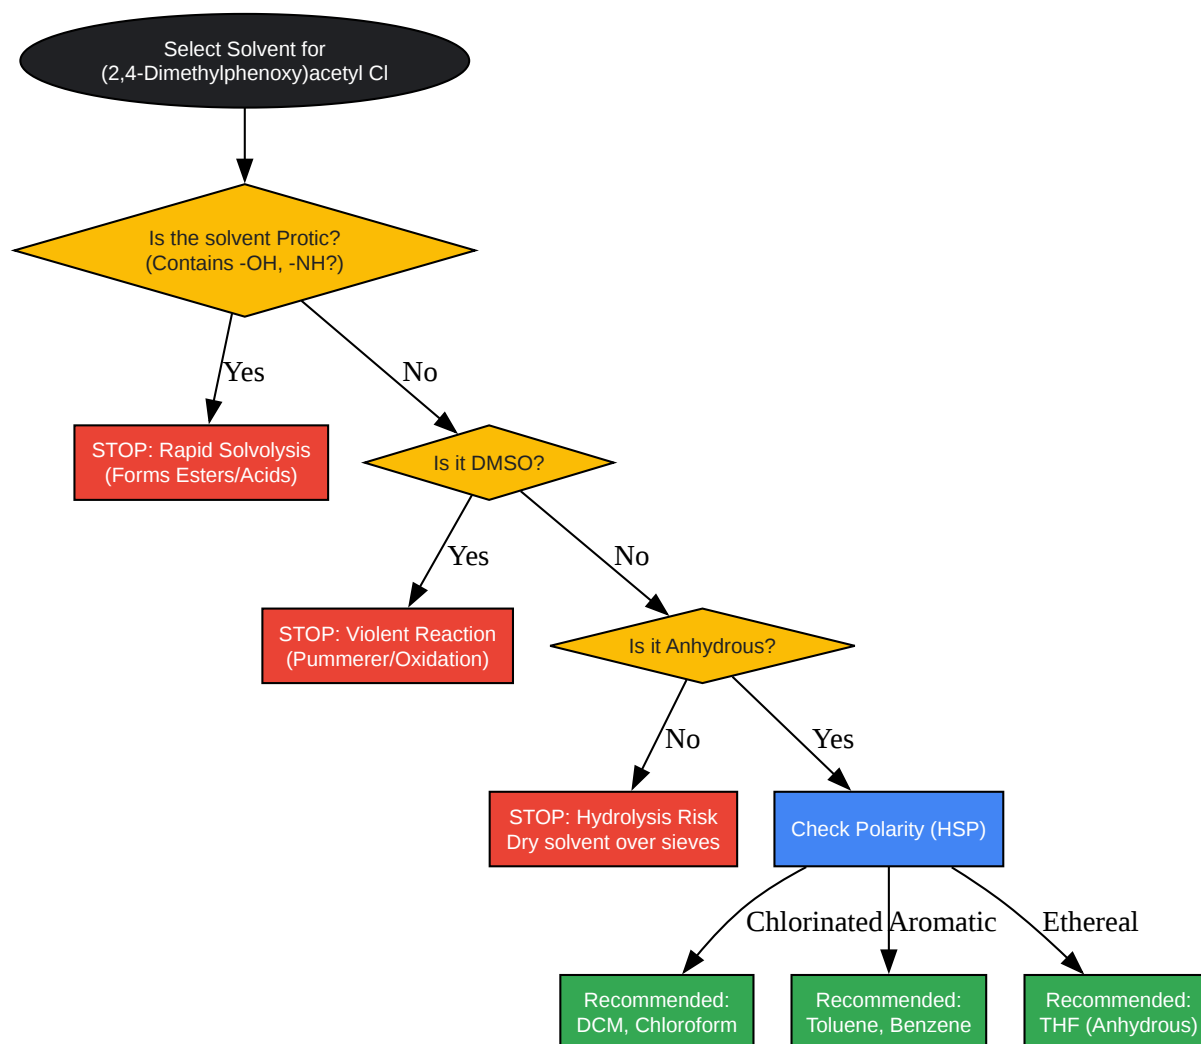 Select Solvent for
(2,4-Dimethylphenoxy)acetyl Cl
Is the solvent Protic?
(Contains -OH, -NH?)
Yes
No
STOP: Rapid Solvolysis
(Forms Esters/Acids)
Is it DMSO?
Yes
No
STOP: Violent Reaction
(Pummerer/Oxidation)
Is it Anhydrous?
No
Yes
STOP: Hydrolysis Risk
Dry solvent over sieves
Check Polarity (HSP)
Chlorinated
Aromatic
Ethereal
Recommended:
DCM, Chloroform
Recommended:
Toluene, Benzene
Recommended:
THF (Anhydrous)